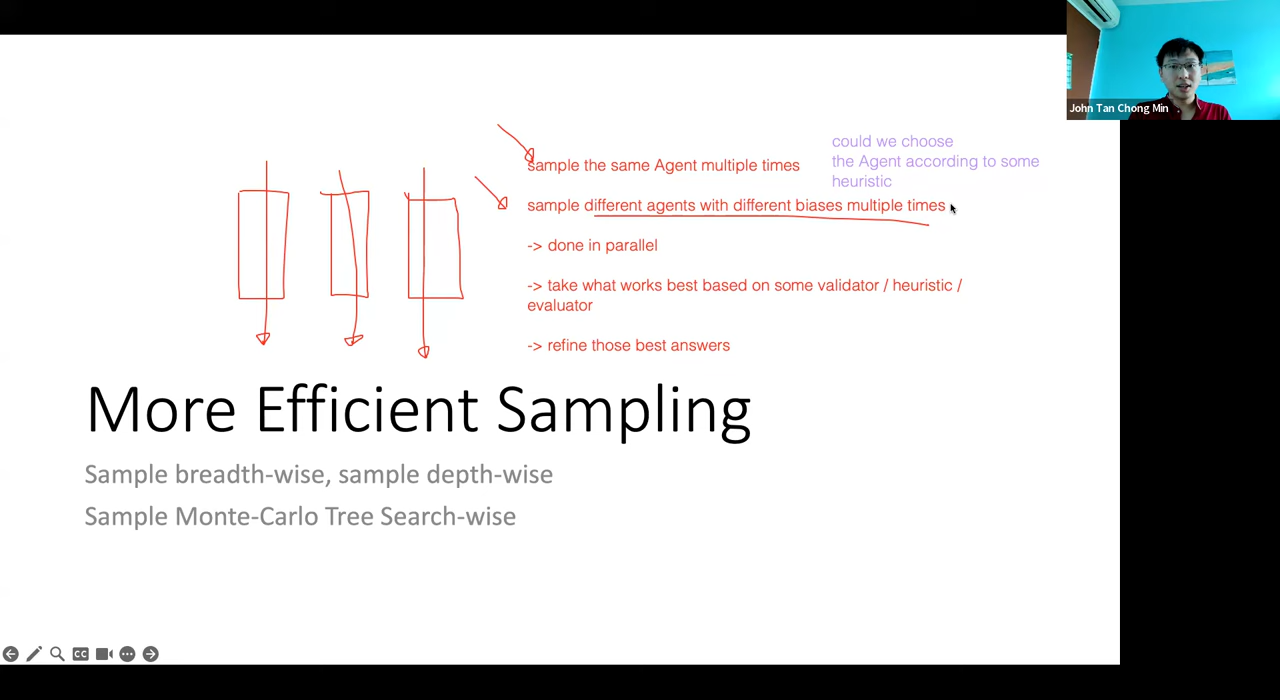 John Tan Chong Min
could we choose
the Agent according to some
heuristic
sample the same Agent multiple times
sample different agents with different biases multiple times
-> done in parallel
-> take what works best based on some validator / heuristic /
evaluator
-> refine those best answers
More Efficient Sampling
Sample breadth-wise, sample depth-wise
Sample Monte-Carlo Tree Search-wise
CC